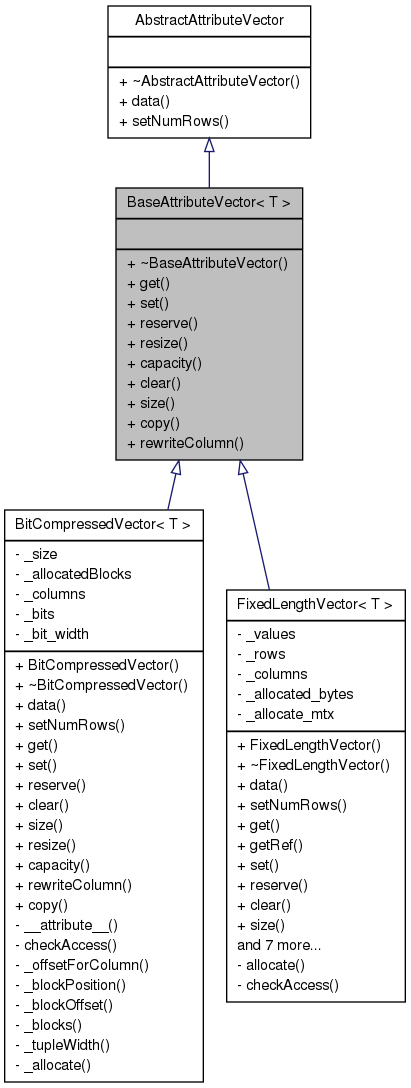 AbstractAttributeVector
+ ~AbstractAttributeVector()
+ data()
+ setNumRows()
BaseAttributeVector< T >
+ ~BaseAttributeVector()
+ get()
+ set()
+ reserve()
+ resize()
+ capacity()
+ clear()
+ size()
+ copy()
+ rewriteColumn()
BitCompressedVector< T >
- _size
- _allocatedBlocks
- _columns
- _bits
- _bit_width
+ BitCompressedVector()
+ ~BitCompressedVector()
+ data()
+ setNumRows()
+ get()
+ set()
+ reserve()
+ clear()
+ size()
+ resize()
+ capacity()
+ rewriteColumn()
+ copy()
- __attribute__()
- checkAccess()
- _offsetForColumn()
- _blockPosition()
- _blockOffset()
- _blocks()
- _tupleWidth()
- _allocate()
FixedLengthVector< T >
- _values
- _rows
- _columns
- _allocated_bytes
- _allocate_mtx
+ FixedLengthVector()
+ ~FixedLengthVector()
+ data()
+ setNumRows()
+ get()
+ getRef()
+ set()
+ reserve()
+ clear()
+ size()
and 7 more...
- allocate()
- checkAccess()